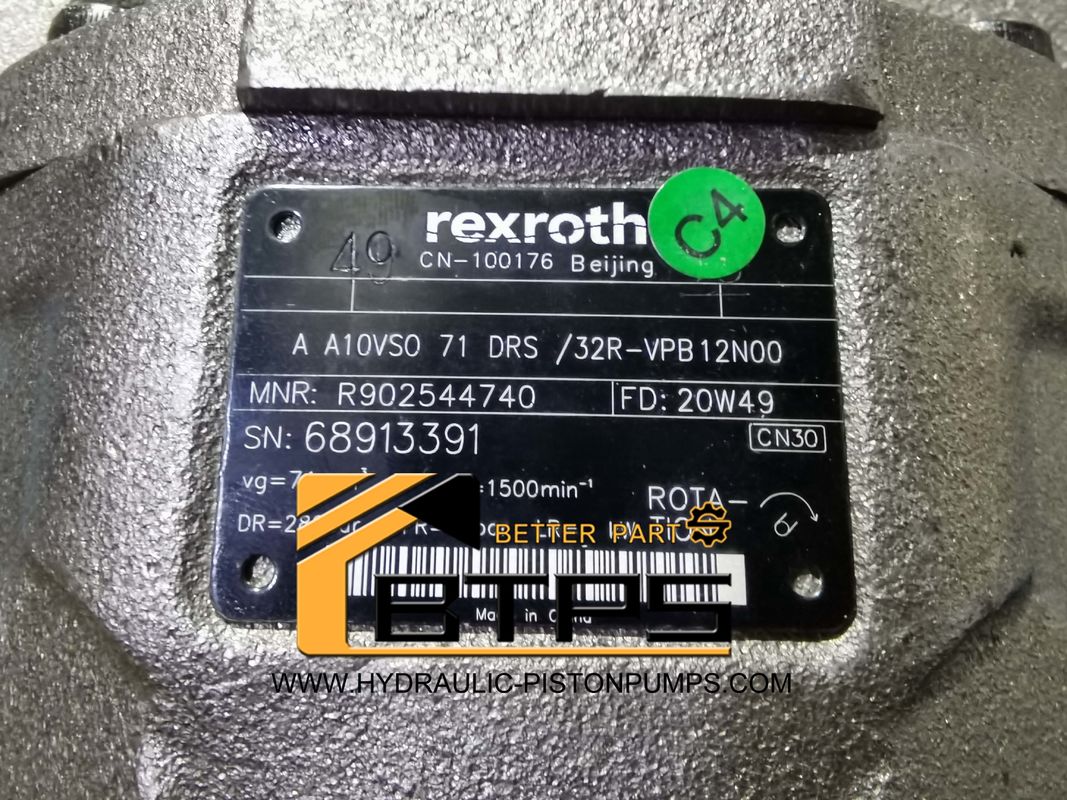 rexroth
C4
49
CN-100176 Beijing
A A10VSO 71 DRS /32R-VPB12N00
MNR: R902544740
FD: 20W49
SN: 68913391
CN30
=1500min⁻¹
ROTA-
BETTER PART
BTPS
WWW.HYDRAULIC-PISTONPUMPS.COM